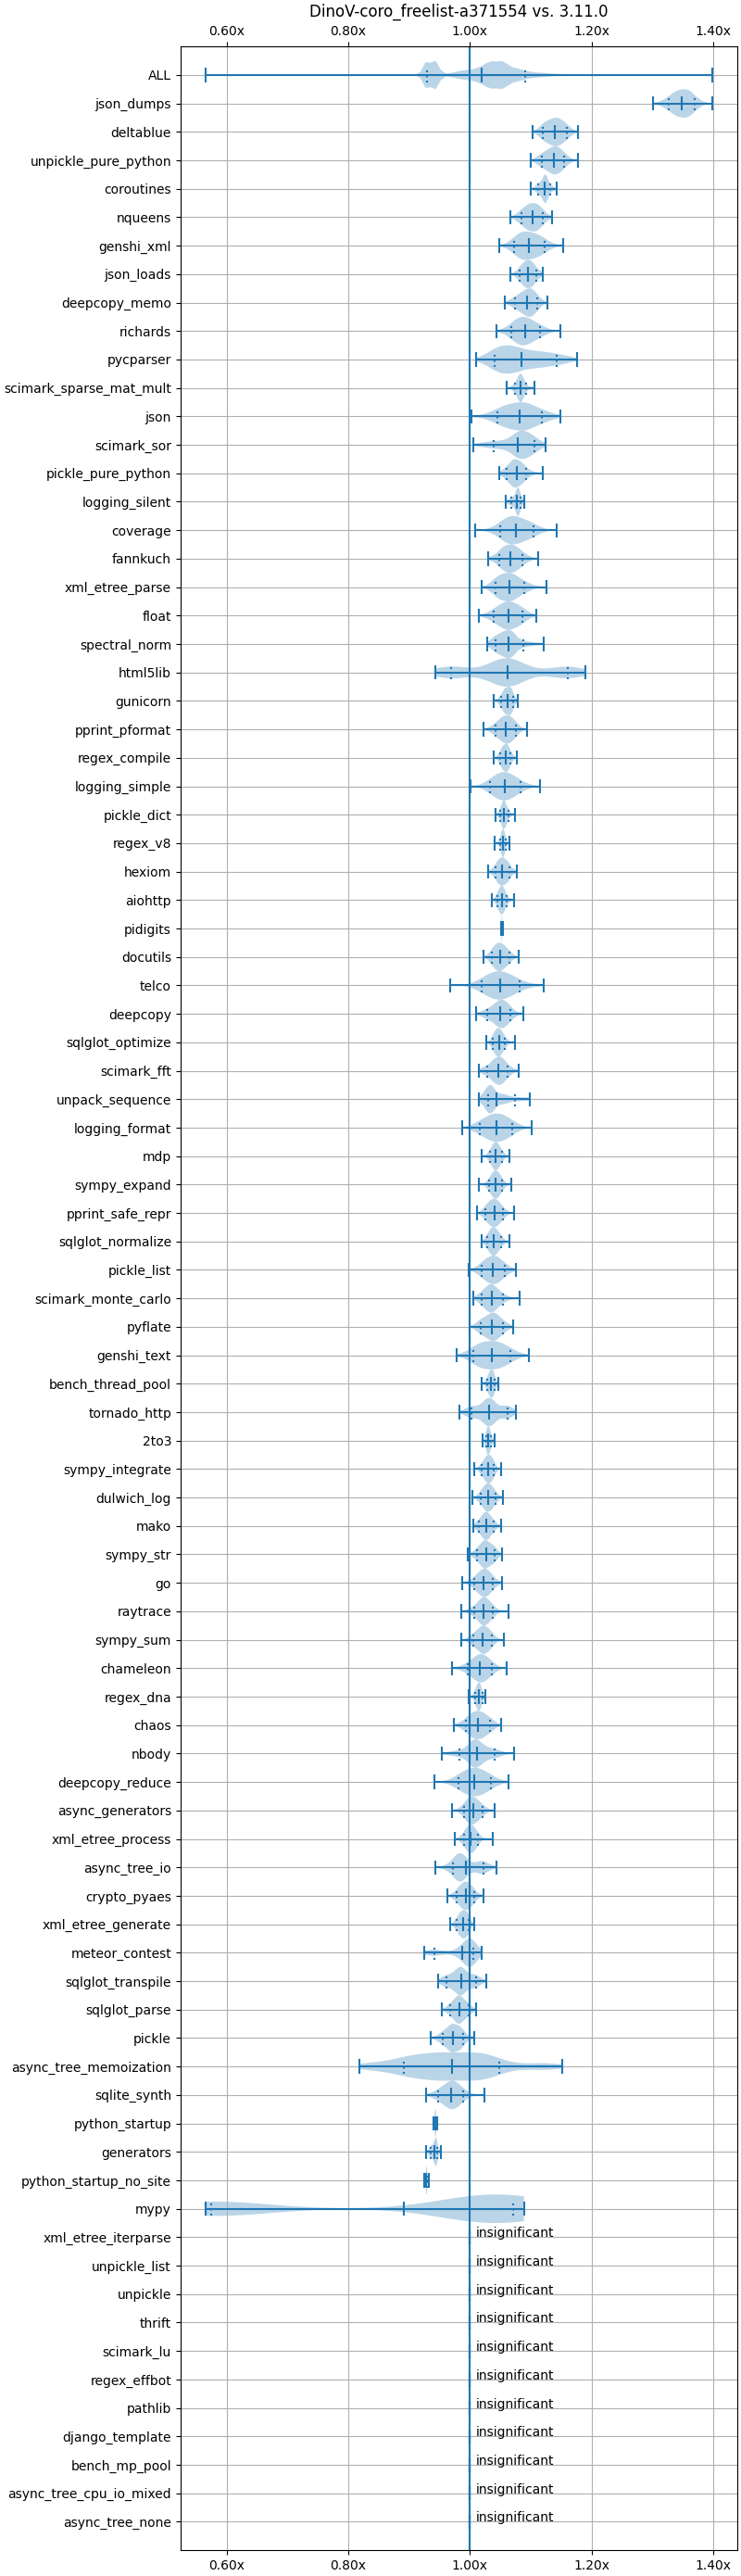 DinoV-coro_freelist-a371554 vs. 3.11.0
0.60x 0.80x 1.00x 1.20x 1.40x
ALL
json_dumps
deltablue
unpickle_pure_python
coroutines
nqueens
genshi_xml
json_loads
deepcopy_memo
richards
pycparser
scimark_sparse_mat_mult
json
scimark_sor
pickle_pure_python
logging_silent
coverage
fannkuch
xml_etree_parse
float
spectral_norm
html5lib
gunicorn
pprint_pformat
regex_compile
logging_simple
pickle_dict
regex_v8
hexiom
aiohttp
pidigits
docutils
telco
deepcopy
sqlglot_optimize
scimark_fft
unpack_sequence
logging_format
mdp
sympy_expand
pprint_safe_repr
sqlglot_normalize
pickle_list
scimark_monte_carlo
pyflate
genshi_text
bench_thread_pool
tornado_http
2to3
sympy_integrate
dulwich_log
mako
sympy_str
go
raytrace
sympy_sum
chameleon
regex_dna
chaos
nbody
deepcopy_reduce
async_generators
xml_etree_process
async_tree_io
crypto_pyaes
xml_etree_generate
meteor_contest
sqlglot_transpile
sqlglot_parse
pickle
async_tree_memoization
sqlite_synth
python_startup
generators
python_startup_no_site
mypy
xml_etree_iterparse insignificant
unpickle_list insignificant
unpickle insignificant
thrift insignificant
scimark_lu insignificant
regex_effbot insignificant
pathlib insignificant
django_template insignificant
bench_mp_pool insignificant
async_tree_cpu_io_mixed insignificant
async_tree_none insignificant
0.60x 0.80x 1.00x 1.20x 1.40x